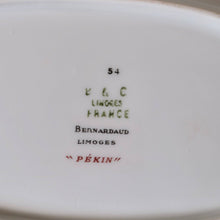 54
B & C
LIMOGES
FRANCE
BERNARDAUD
LIMOGES
"PÉKIN"